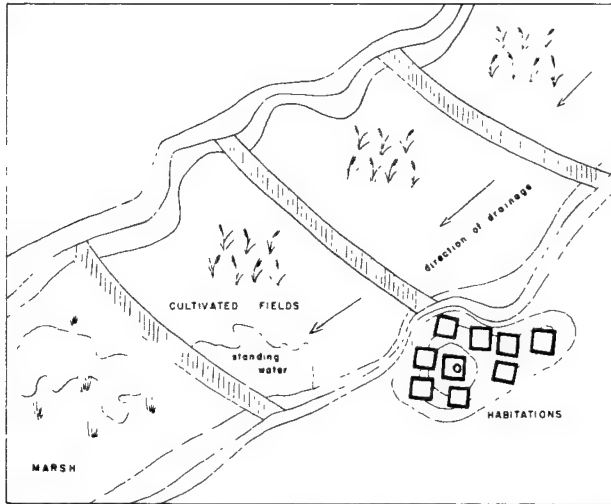 direction of drainage
CULTIVATED FIELDS
standing
water
HABITATIONS
MARSH